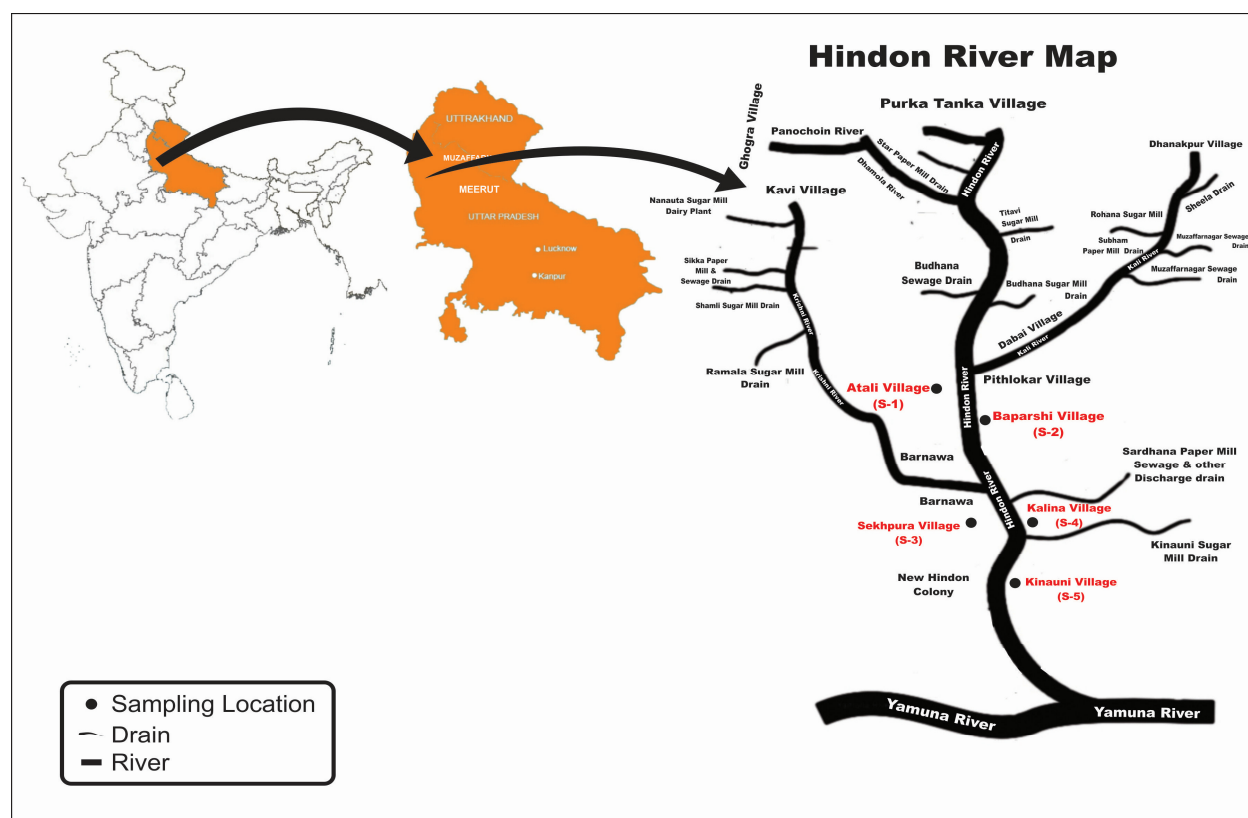 Hindon River Map
Purka Tanka Village
Ghogra Village
Panochoin River
Star Paper Mill Drain
Dhamola River
Hindon River
Dhanakpur Village
Sheela Drain
Kavi Village
Nanauta Sugar Mill
Dairy Plant
Titavi
Sugar Mill
Drain
Rohana Sugar Mill
Subham
Paper Mill Drain
Muzaffarnagar Sewage
Drain
Kali River
Muzaffarnagar Sewage
Drain
Sikka Paper
Mill &
Sewage Drain
Shamli Sugar Mill Drain
Krishni River
Budhana
Sewage Drain
Budhana Sugar Mill
Drain
Dabai Village
Kali River
Ramala Sugar Mill
Drain
Krishni River
Hindon River
Pithlokar Village
Atali Village
(S-1)
Baparshi Village
(S-2)
Barnawa
Sardhana Paper Mill
Sewage & other
Discharge drain
Hindon River
Barnawa
Sekhpura Village
(S-3)
Kalina Village
(S-4)
Kinauni Sugar
Mill Drain
New Hindon
Colony
Kinauni Village
(S-5)
Yamuna River
Yamuna River
UTTRAKHAND
MEERUT
UTTAR PRADESH
Lucknow
Kanpur
Sampling Location
Drain
River